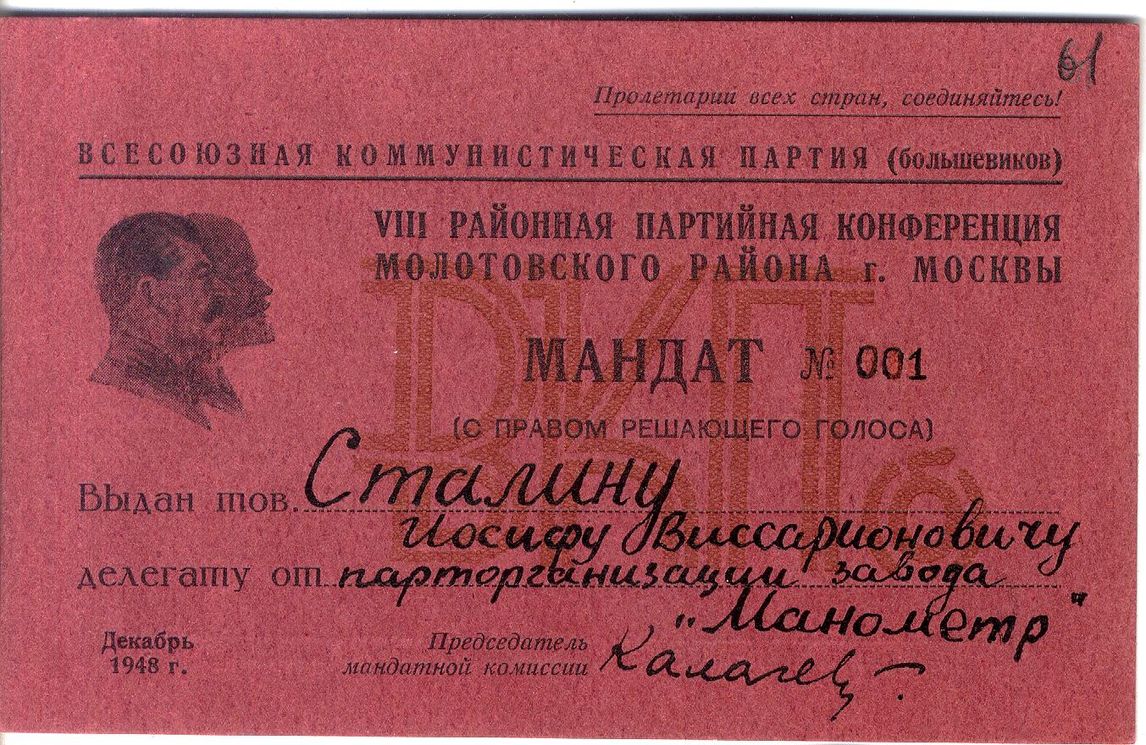 61
Пролетарии всех стран, соединяйтесь!
ВСЕСОЮЗНАЯ КОММУНИСТИЧЕСКАЯ ПАРТИЯ (большевиков)
VIII РАЙОННАЯ ПАРТИЙНАЯ КОНФЕРЕНЦИЯ
МОЛОТОВСКОГО РАЙОНА г. МОСКВЫ
ВКП(б)
МАНДАТ № 001
(С ПРАВОМ РЕШАЮЩЕГО ГОЛОСА)
Выдан тов. Сталину
Иосифу Виссарионовичу
делегату от парторганизации завода
"Манометр"
Декабрь
1948 г.
Председатель
мандатной комиссии